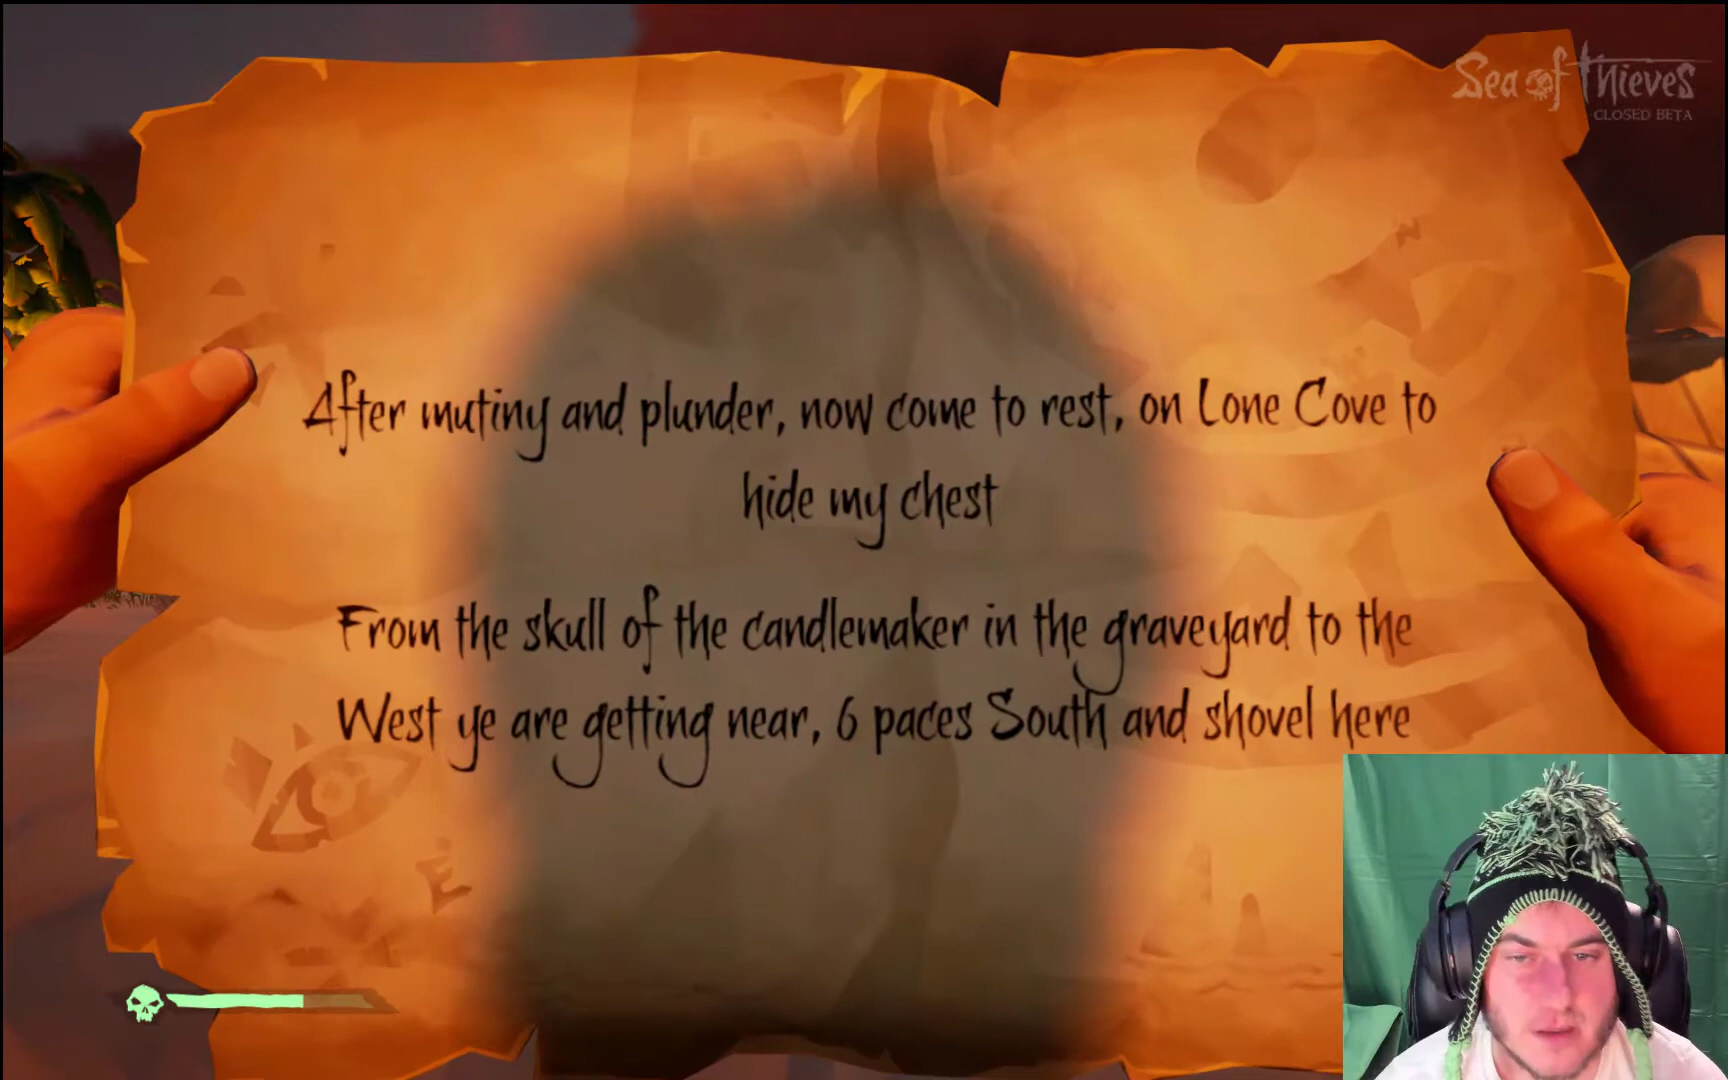 Sea of Thieves
CLOSED BETA
After mutiny and plunder, now come to rest, on Lone Cove to
hide my chest
From the skull of the candlemaker in the graveyard to the
West ye are getting near, 6 paces South and shovel here
N
E